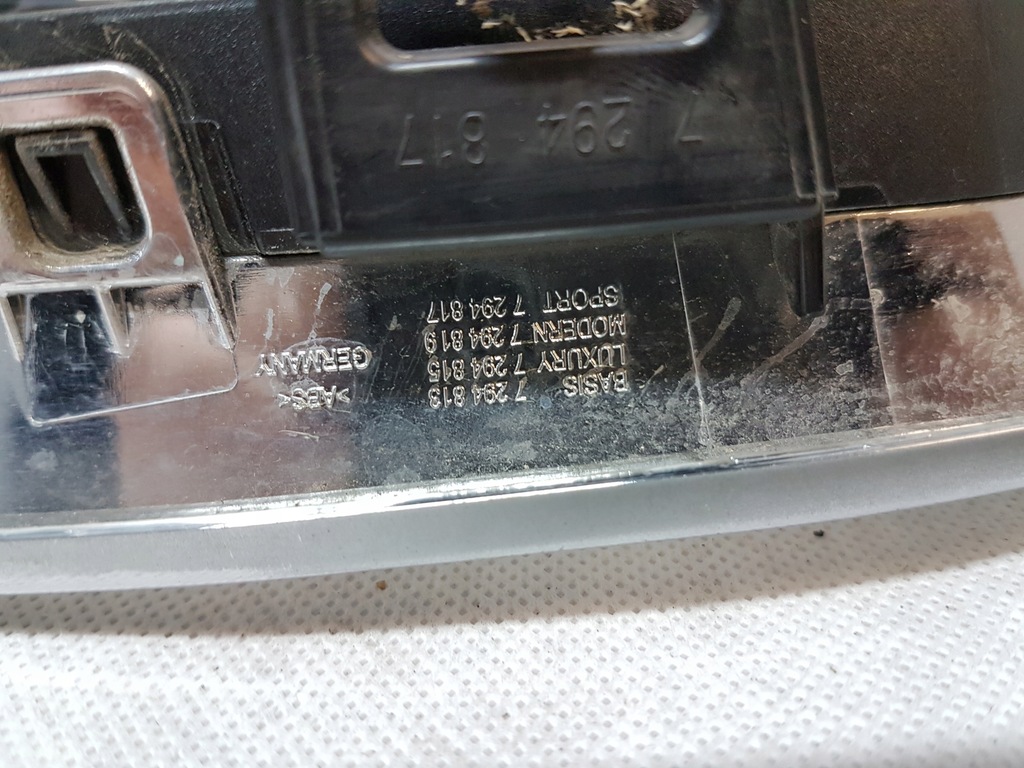 BASIS 7 294 813
LUXURY 7 294 815
MODERN 7 294 819
SPORT 7 294 817
>ABS<
GERMANY
7 294 817